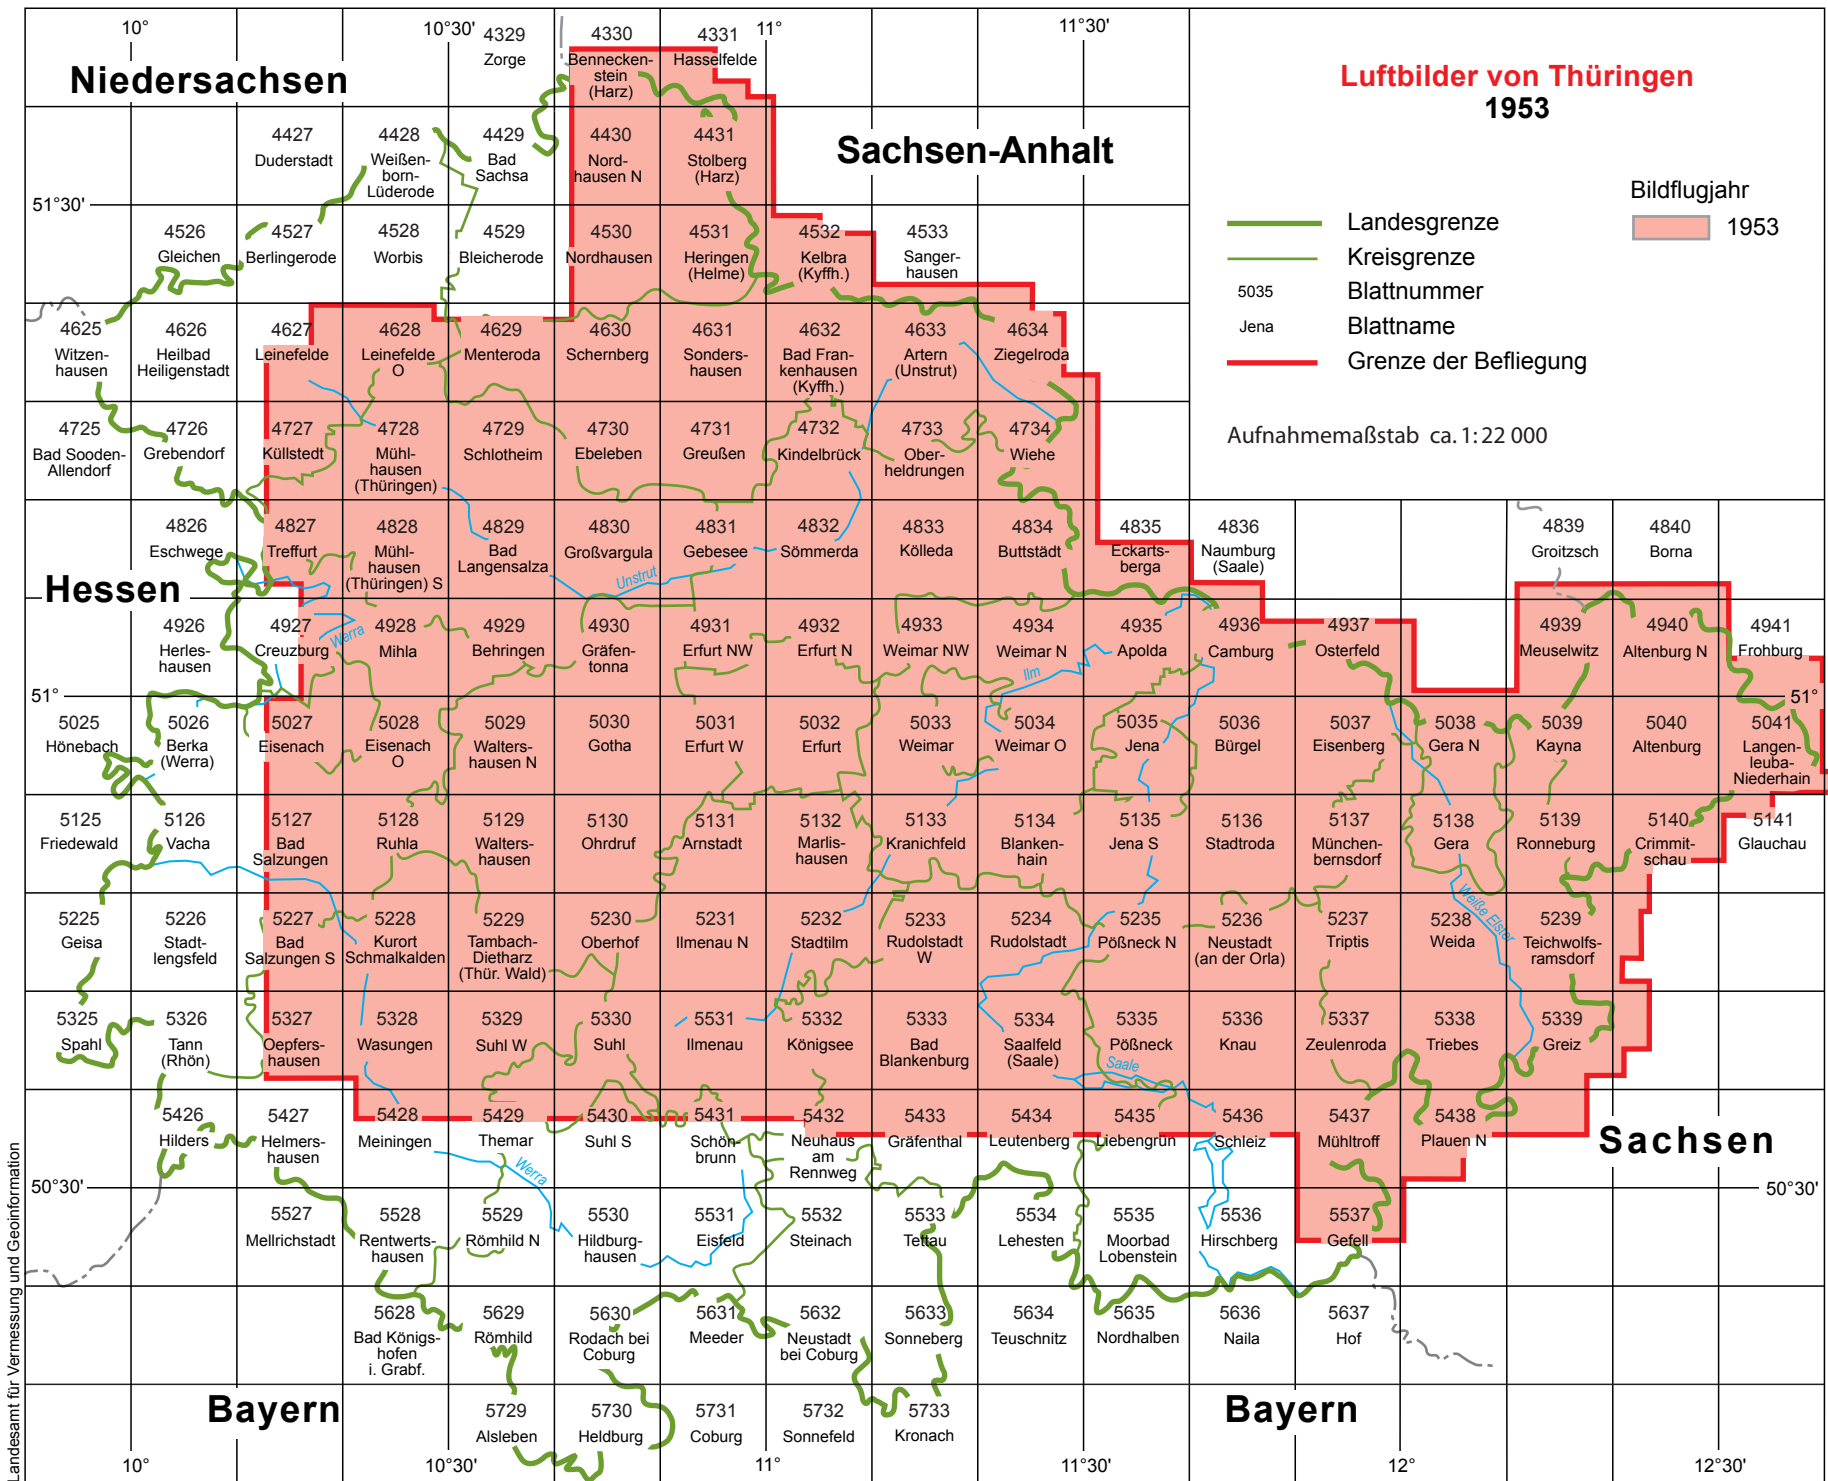 10°
10°30'
11°
11°30'
4329
Zorge
4330
Bennecken-
stein
(Harz)
4331
Hasselfelde
Niedersachsen
Luftbilder von Thüringen
1953
4427
Duderstadt
4428
Weißen-
born-
Lüderode
4429
Bad
Sachsa
4430
Nord-
hausen N
4431
Stolberg
(Harz)
Sachsen-Anhalt
Bildflugjahr
1953
Landesgrenze
Kreisgrenze
5035
Blattnummer
Jena
Blattname
Grenze der Befliegung
Aufnahmemaßstab ca. 1: 22 000
51°30'
4526
Gleichen
4527
Berlingerode
4528
Worbis
4529
Bleicherode
4530
Nordhausen
4531
Heringen
(Helme)
4532
Kelbra
(Kyffh.)
4533
Sanger-
hausen
4625
Witzen-
hausen
4626
Heilbad
Heiligenstadt
4627
Leinefelde
4628
Leinefelde
O
4629
Menteroda
4630
Schernberg
4631
Sonders-
hausen
4632
Bad Fran-
kenhausen
(Kyffh.)
4633
Artern
(Unstrut)
4634
Ziegelroda
4725
Bad Sooden-
Allendorf
4726
Grebendorf
4727
Küllstedt
4728
Mühl-
hausen
(Thüringen)
4729
Schlotheim
4730
Ebeleben
4731
Greußen
4732
Kindelbrück
4733
Ober-
heldrungen
4734
Wiehe
4826
Eschwege
4827
Treffurt
4828
Mühl-
hausen
(Thüringen) S
4829
Bad
Langensalza
4830
Großvargula
4831
Gebesee
4832
Sömmerda
4833
Kölleda
4834
Buttstädt
4835
Eckarts-
berga
4836
Naumburg
(Saale)
4839
Groitzsch
4840
Borna
Unstrut
Hessen
4926
Herles-
hausen
4927
Creuzburg
Werra
4928
Mihla
4929
Behringen
4930
Gräfen-
tonna
4931
Erfurt NW
4932
Erfurt N
4933
Weimar NW
4934
Weimar N
Ilm
4935
Apolda
4936
Camburg
4937
Osterfeld
4939
Meuselwitz
4940
Altenburg N
4941
Frohburg
51°
51°
5025
Hönebach
5026
Berka
(Werra)
5027
Eisenach
5028
Eisenach
O
5029
Walters-
hausen N
5030
Gotha
5031
Erfurt W
5032
Erfurt
5033
Weimar
5034
Weimar O
5035
Jena
5036
Bürgel
5037
Eisenberg
5038
Gera N
5039
Kayna
5040
Altenburg
5041
Langen-
leuba-
Niederhain
5125
Friedewald
5126
Vacha
5127
Bad
Salzungen
5128
Ruhla
5129
Walters-
hausen
5130
Ohrdruf
5131
Arnstadt
5132
Marlis-
hausen
5133
Kranichfeld
5134
Blanken-
hain
5135
Jena S
5136
Stadtroda
5137
München-
bernsdorf
5138
Gera
5139
Ronneburg
5140
Crimmit-
schau
5141
Glauchau
Weiße Elster
5225
Geisa
5226
Stadt-
lengsfeld
5227
Bad
Salzungen S
5228
Kurort
Schmalkalden
5229
Tambach-
Dietharz
(Thür. Wald)
5230
Oberhof
5231
Ilmenau N
5232
Stadtilm
5233
Rudolstadt
W
5234
Rudolstadt
5235
Pößneck N
5236
Neustadt
(an der Orla)
5237
Triptis
5238
Weida
5239
Teichwolfs-
ramsdorf
5325
Spahl
5326
Tann
(Rhön)
5327
Oepfers-
hausen
5328
Wasungen
5329
Suhl W
5330
Suhl
5531
Ilmenau
5332
Königsee
5333
Bad
Blankenburg
5334
Saalfeld
(Saale)
5335
Pößneck
Saale
5336
Knau
5337
Zeulenroda
5338
Triebes
5339
Greiz
5426
Hilders
5427
Helmers-
hausen
5428
Meiningen
5429
Themar
Werra
5430
Suhl S
5431
Schön-
brunn
5432
Neuhaus
am
Rennweg
5433
Gräfenthal
5434
Leutenberg
5435
Liebengrün
5436
Schleiz
5437
Mühltroff
5438
Plauen N
Sachsen
50°30'
50°30'
5527
Mellrichstadt
5528
Rentwerts-
hausen
5529
Römhild N
5530
Hildburg-
hausen
5531
Eisfeld
5532
Steinach
5533
Tettau
5534
Lehesten
5535
Moorbad
Lobenstein
5536
Hirschberg
5537
Gefell
5628
Bad Königs-
hofen
i. Grabf.
5629
Römhild
5630
Rodach bei
Coburg
5631
Meeder
5632
Neustadt
bei Coburg
5633
Sonneberg
5634
Teuschnitz
5635
Nordhalben
5636
Naila
5637
Hof
Bayern
5729
Alsleben
5730
Heldburg
5731
Coburg
5732
Sonnefeld
5733
Kronach
Bayern
10°
10°30'
11°
11°30'
12°
12°30'
Landesamt für Vermessung und Geoinformation